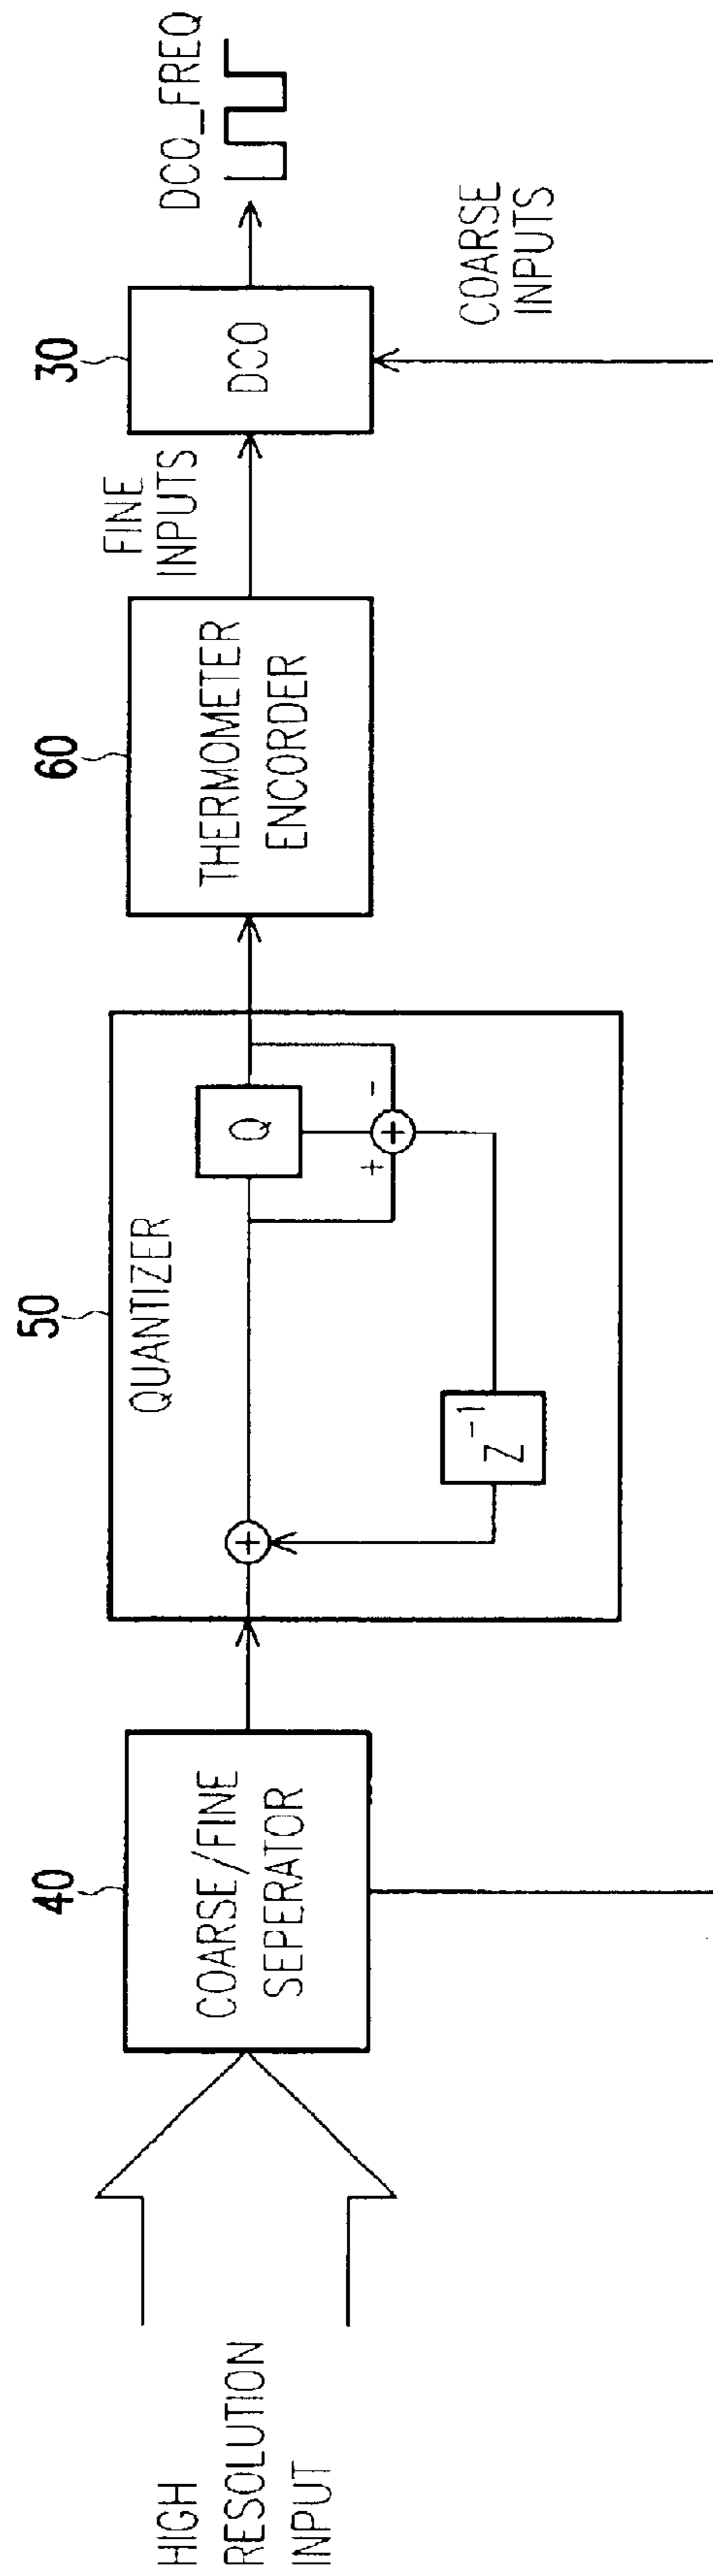 HIGH
RESOLUTION
INPUT
40
COARSE/FINE
SEPERATOR
50
QUANTIZER
+
Z-1
Q
+
+
-
60
THERMOMETER
ENCORDER
FINE
INPUTS
30
DCO
DCO_FREQ
COARSE
INPUTS